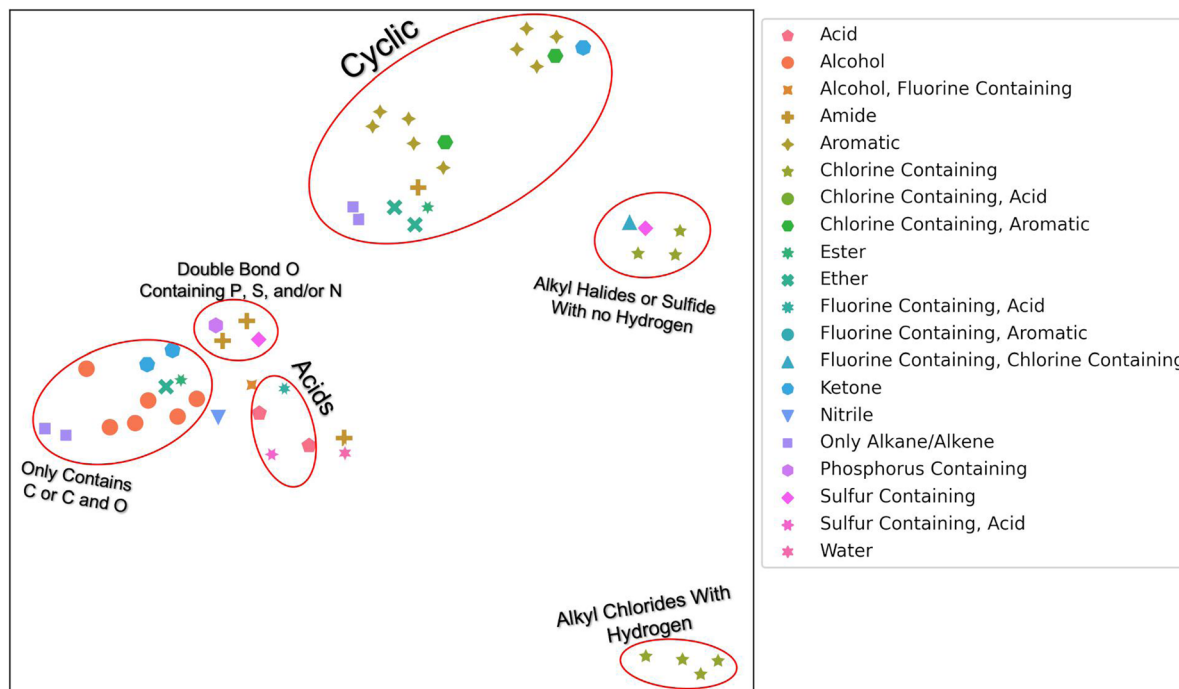 Cyclic
Double Bond O
Containing P, S, and/or N
Alkyl Halides or Sulfide
With no Hydrogen
Acids
Only Contains
C or C and O
Alkyl Chlorides With
Hydrogen
Acid
Alcohol
Alcohol, Fluorine Containing
Amide
Aromatic
Chlorine Containing
Chlorine Containing, Acid
Chlorine Containing, Aromatic
Ester
Ether
Fluorine Containing, Acid
Fluorine Containing, Aromatic
Fluorine Containing, Chlorine Containing
Ketone
Nitrile
Only Alkane/Alkene
Phosphorus Containing
Sulfur Containing
Sulfur Containing, Acid
Water